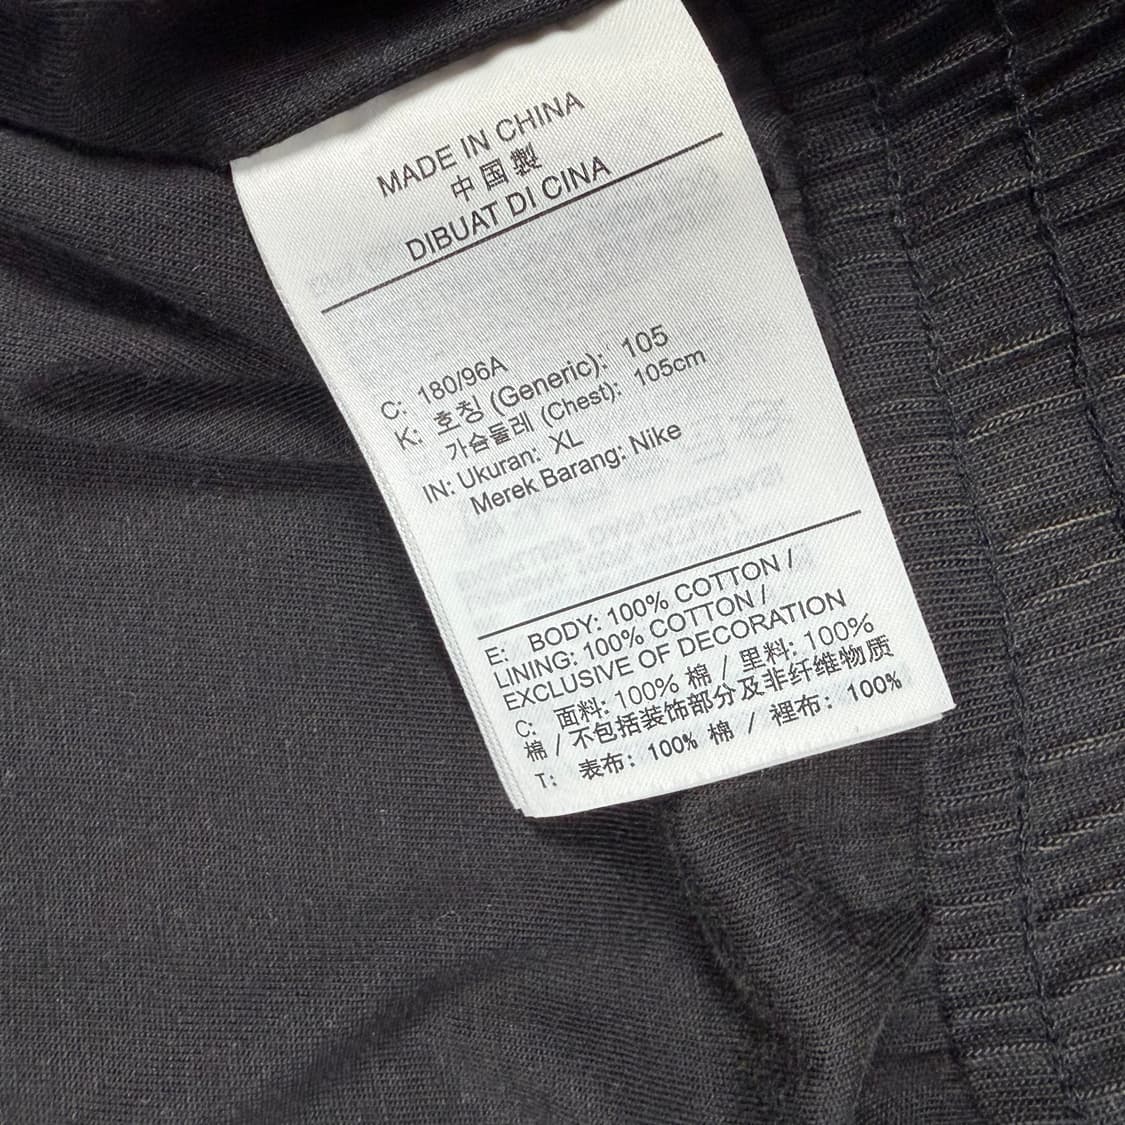 MADE IN CHINA
中国製
DIBUAT DI CINA
C: 180/96A
K: 호칭 (Generic): 105
가슴둘레 (Chest): 105cm
IN: Ukuran: XL
Merek Barang: Nike
E: BODY: 100% COTTON /
LINING: 100% COTTON /
EXCLUSIVE OF DECORATION
C: 面料: 100% 棉 / 里料: 100%
棉 / 不包括装饰部分及非纤维物质
T: 表布: 100% 棉 / 裡布: 100%